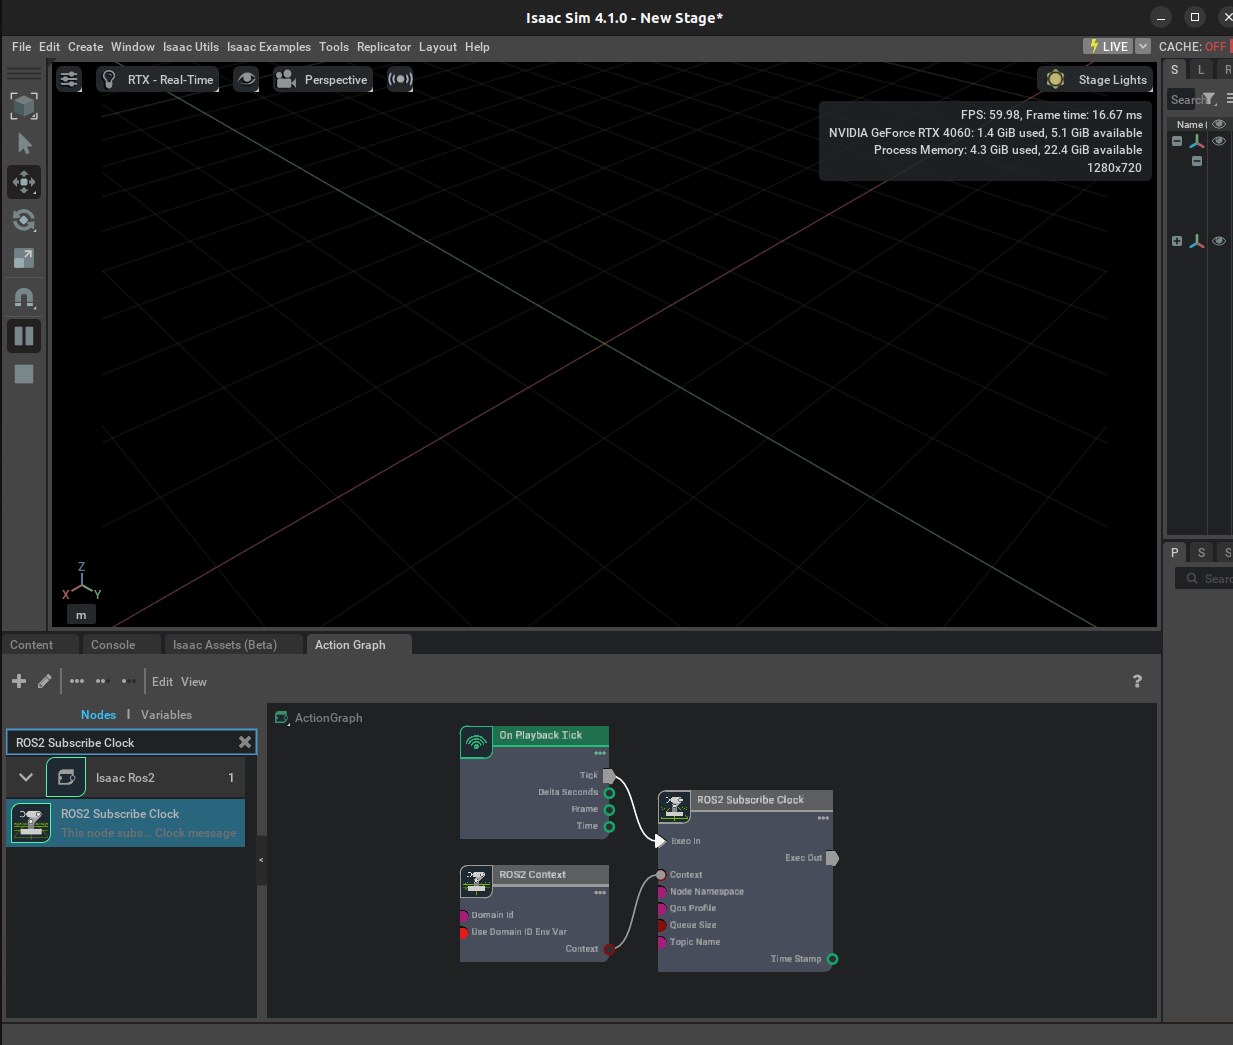 Isaac Sim 4.1.0 - New Stage*
File Edit Create Window Isaac Utils Isaac Examples Tools Replicator Layout Help
LIVE CACHE: OFF
RTX - Real-Time Perspective Stage Lights
S L R
FPS: 59.98, Frame time: 16.67 ms
NVIDIA GeForce RTX 4060: 1.4 GiB used, 5.1 GiB available
Process Memory: 4.3 GiB used, 22.4 GiB available
1280x720
Search
Name (
Z
X Y
m
P S S
Sear
Content Console Isaac Assets (Beta) Action Graph
Edit View ?
Nodes Variables
ROS2 Subscribe Clock
Isaac Ros2 1
ROS2 Subscribe Clock
This node subs... Clock message
<
ActionGraph
On Playback Tick
Tick
Delta Seconds
Frame
Time
ROS2 Context
Domain Id
Use Domain ID Env Var
Context
ROS2 Subscribe Clock
Exec In
Exec Out
Context
Node Namespace
Qos Profile
Queue Size
Topic Name
Time Stamp